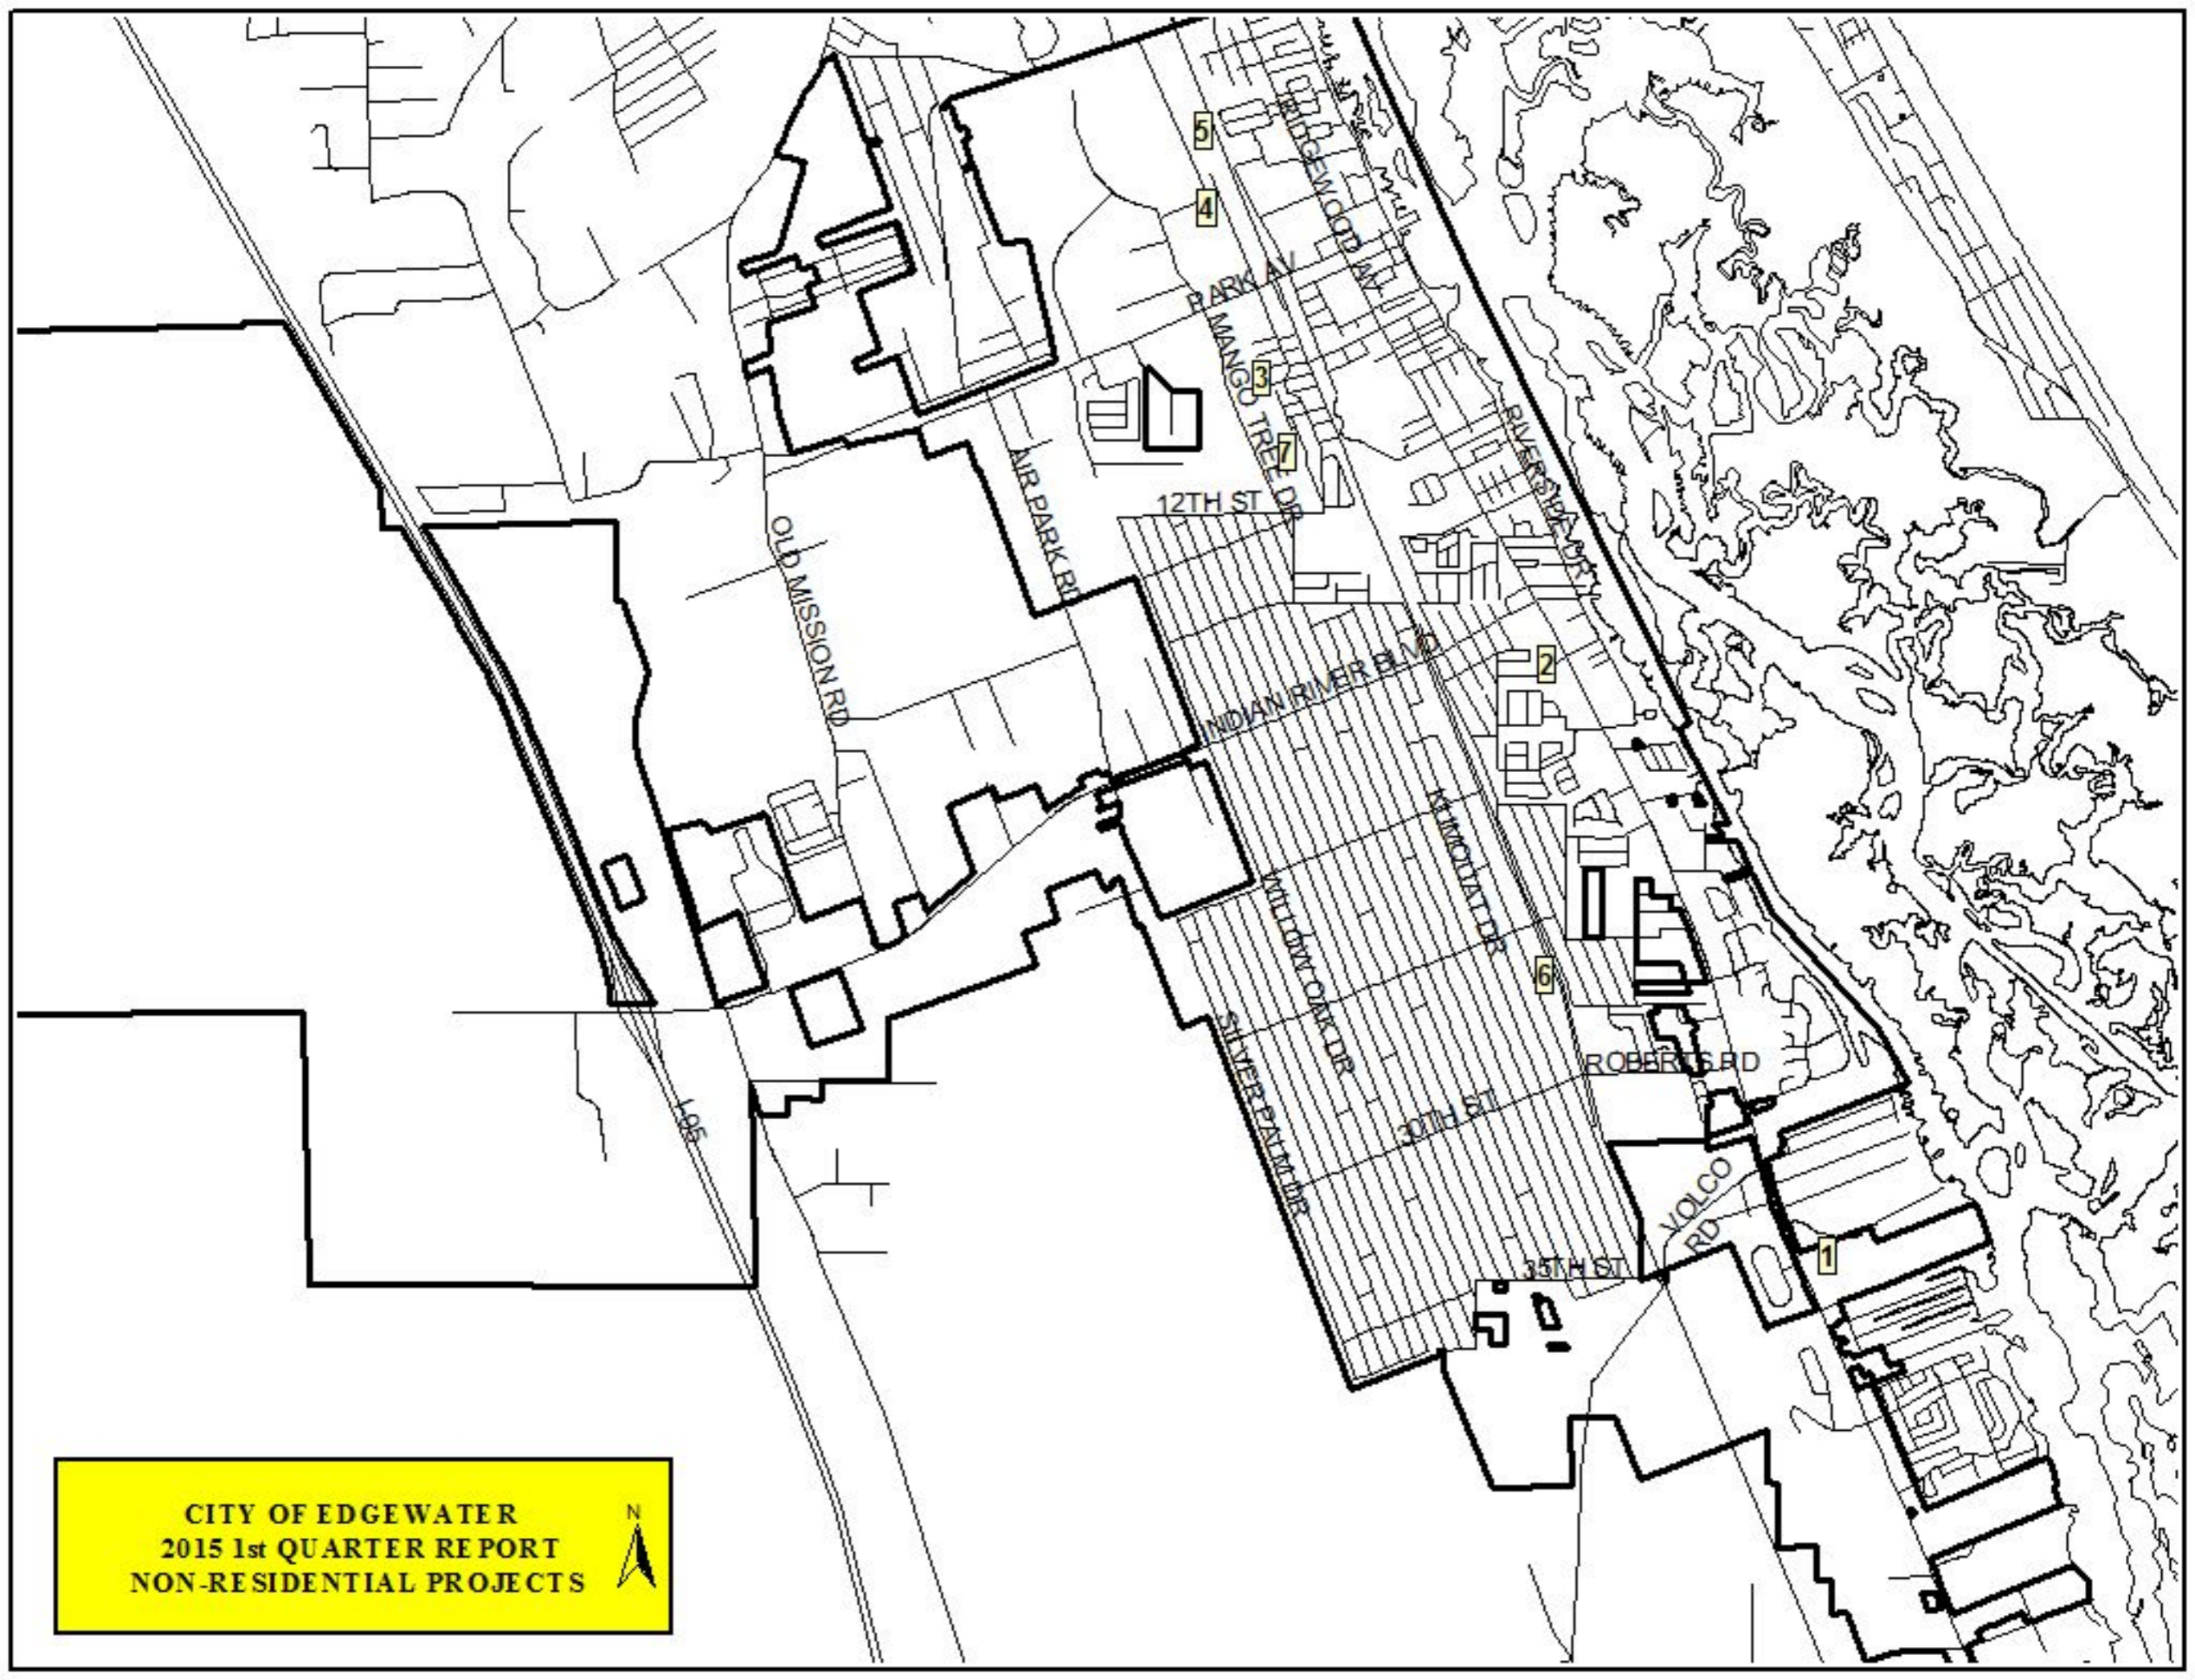 5
RIDGEWOOD AV
4
PARK AV
MANGO TREE DR
3
7
RIVERSIDE DR
AIR PARK RD
12TH ST
OLD MISSION RD
INDIAN RIVER BLVD
2
KUMQUAT DR
WILLOW OAK DR
6
SILVER PALM DR
ROBERTS RD
I-95
30TH ST
VOLCO
RD
1
35TH ST
CITY OF EDGEWATER
2015 1st QUARTER REPORT
NON-RESIDENTIAL PROJECTS
N